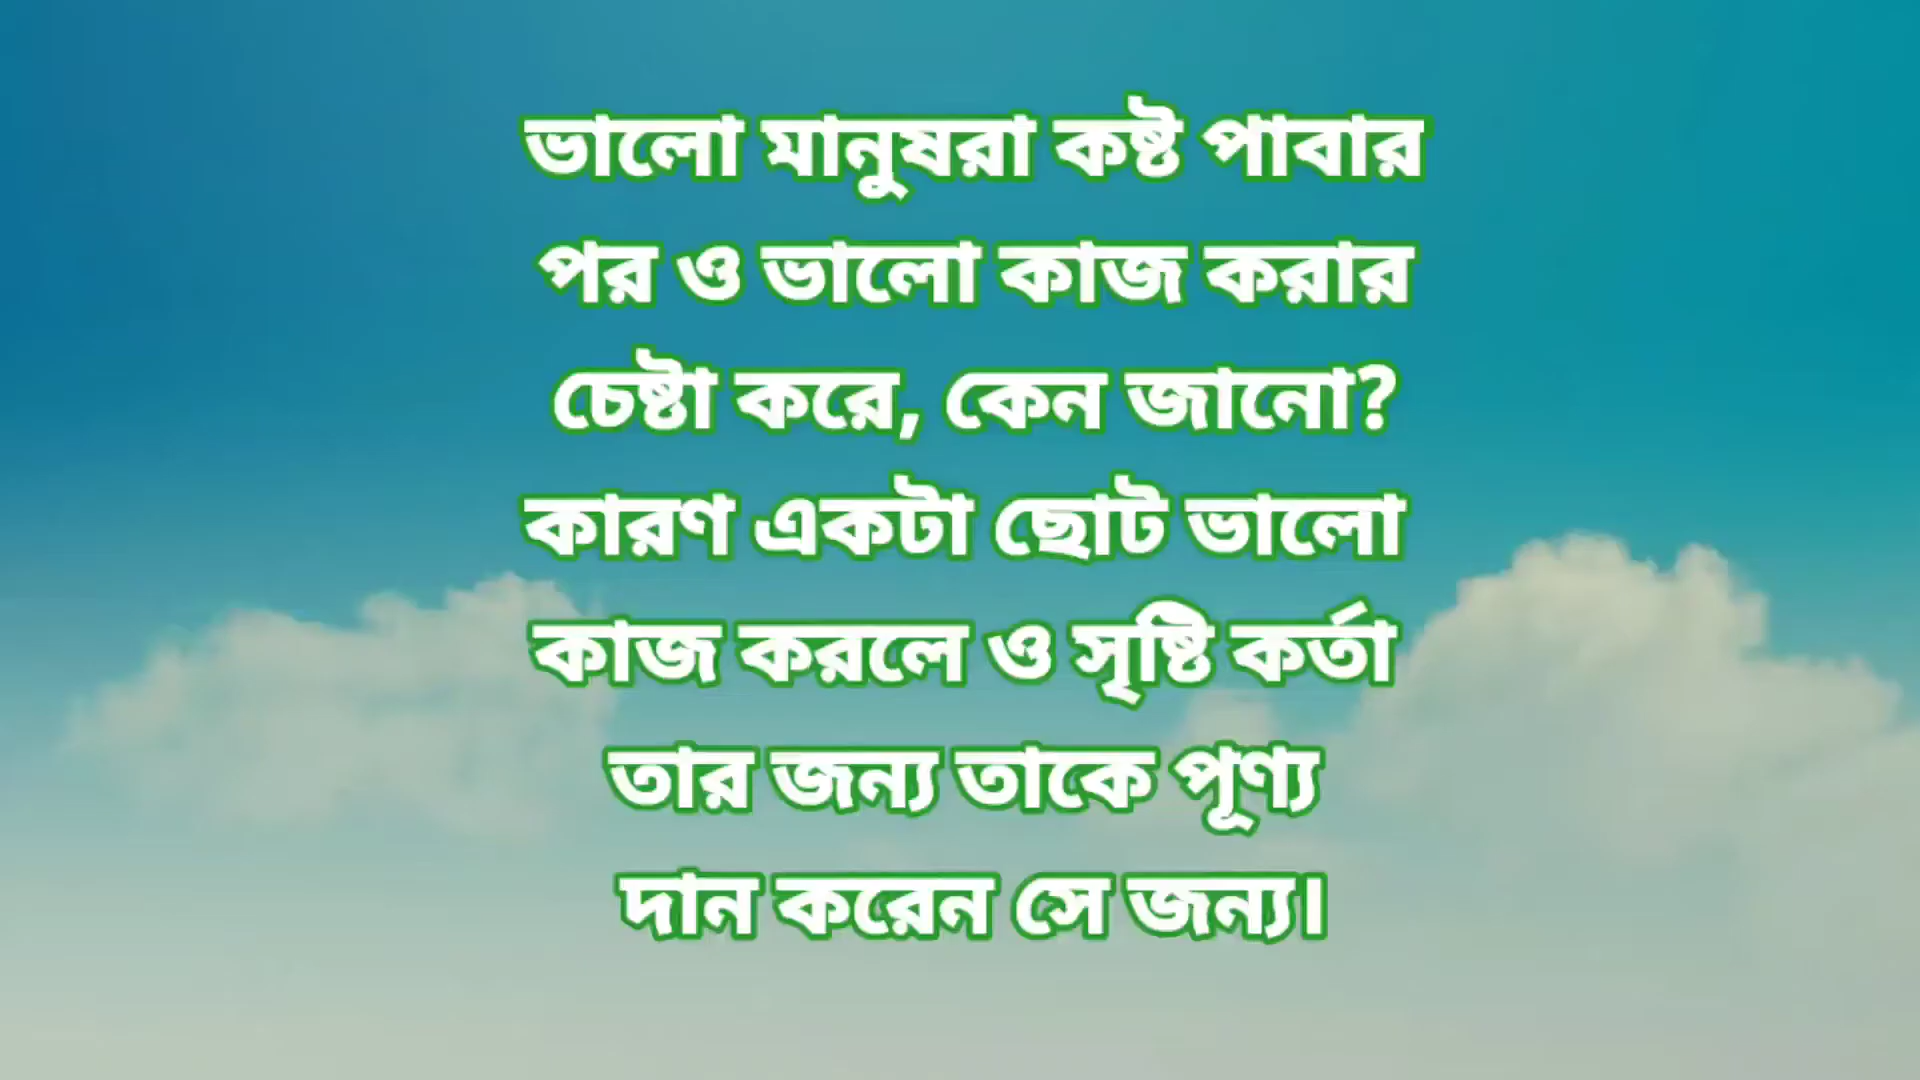 ভালো মানুষরা কষ্ট পাবার
পর ও ভালো কাজ করার
চেষ্টা করে, কেন জানো?
কারণ একটা ছোট ভালো
কাজ করলে ও সৃষ্টি কর্তা
তার জন্য তাকে পূণ্য
দান করেন সে জন্য।